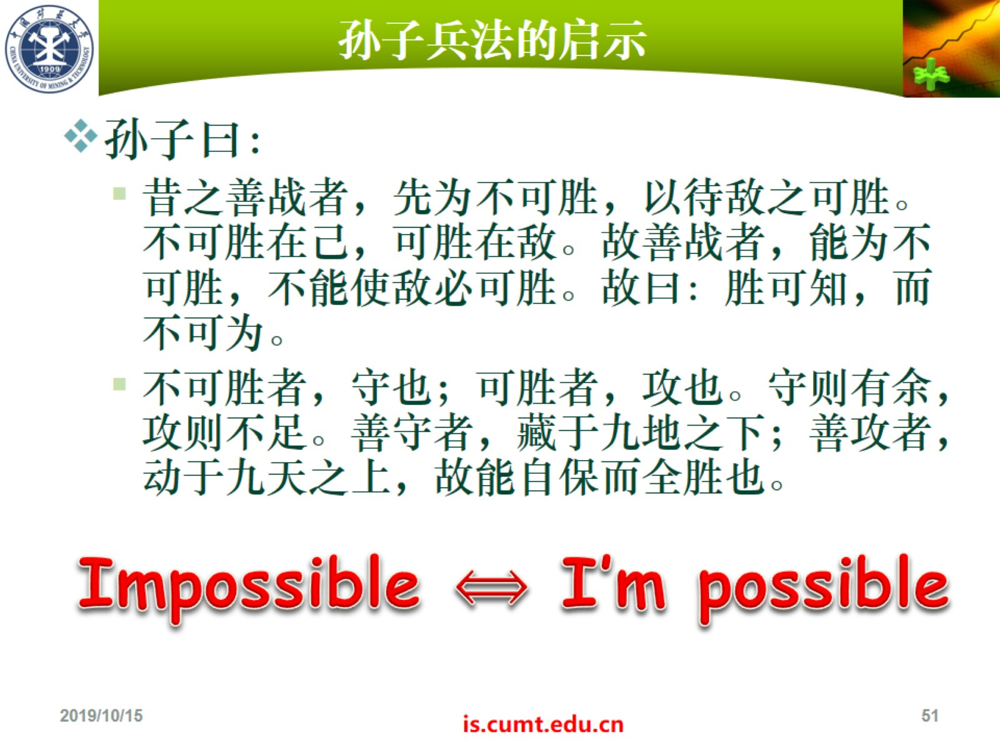 中国矿业大学
CHINA UNIVERSITY OF MINING & TECHNOLOGY
1909
孙子兵法的启示
孙子曰：
昔之善战者，先为不可胜，以待敌之可胜。
不可胜在己，可胜在敌。故善战者，能为不
可胜，不能使敌必可胜。故曰：胜可知，而
不可为。
不可胜者，守也；可胜者，攻也。守则有余，
攻则不足。善守者，藏于九地之下；善攻者，
动于九天之上，故能自保而全胜也。
Impossible ⇔ I'm possible
2019/10/15
is.cumt.edu.cn
51